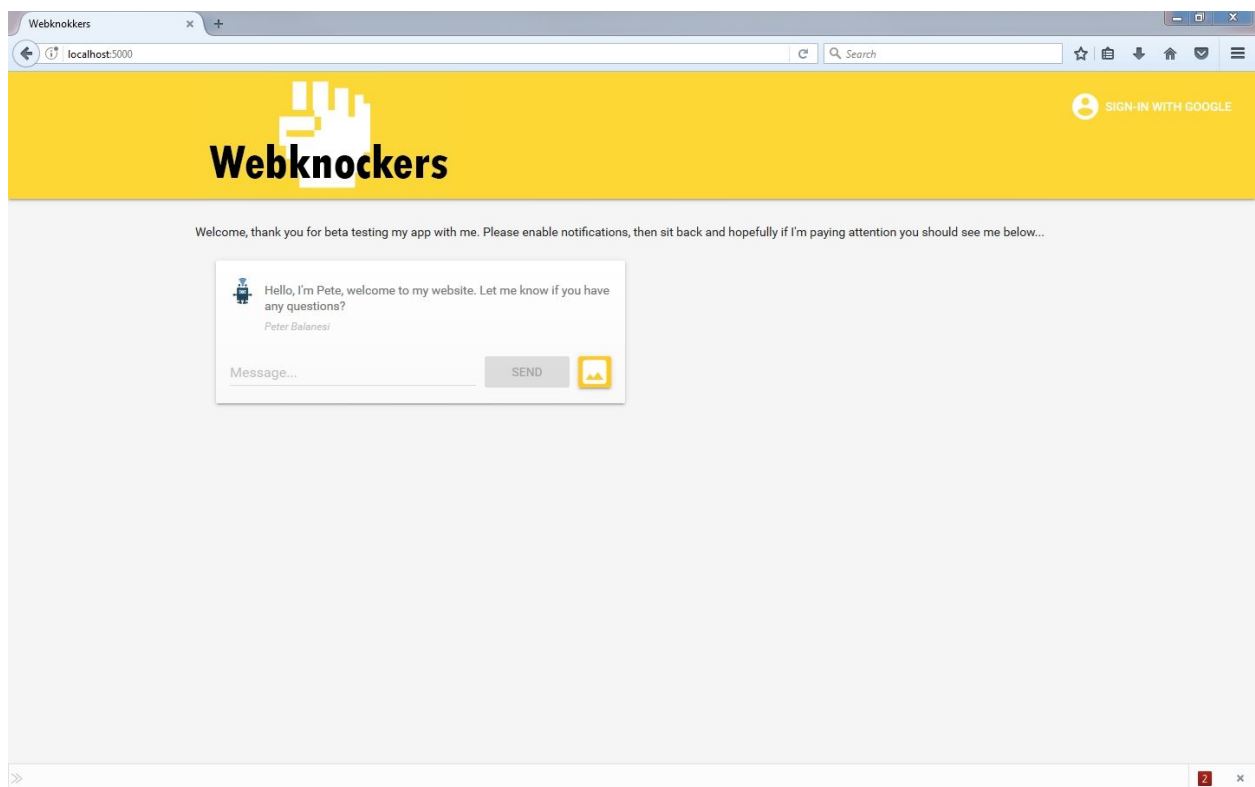 Webknokkers
localhost:5000
Search
SIGN-IN WITH GOOGLE
Webknockers
Welcome, thank you for beta testing my app with me. Please enable notifications, then sit back and hopefully if I'm paying attention you should see me below...
Hello, I'm Pete, welcome to my website. Let me know if you have
any questions?
Peter Balanesi
Message...
SEND
2